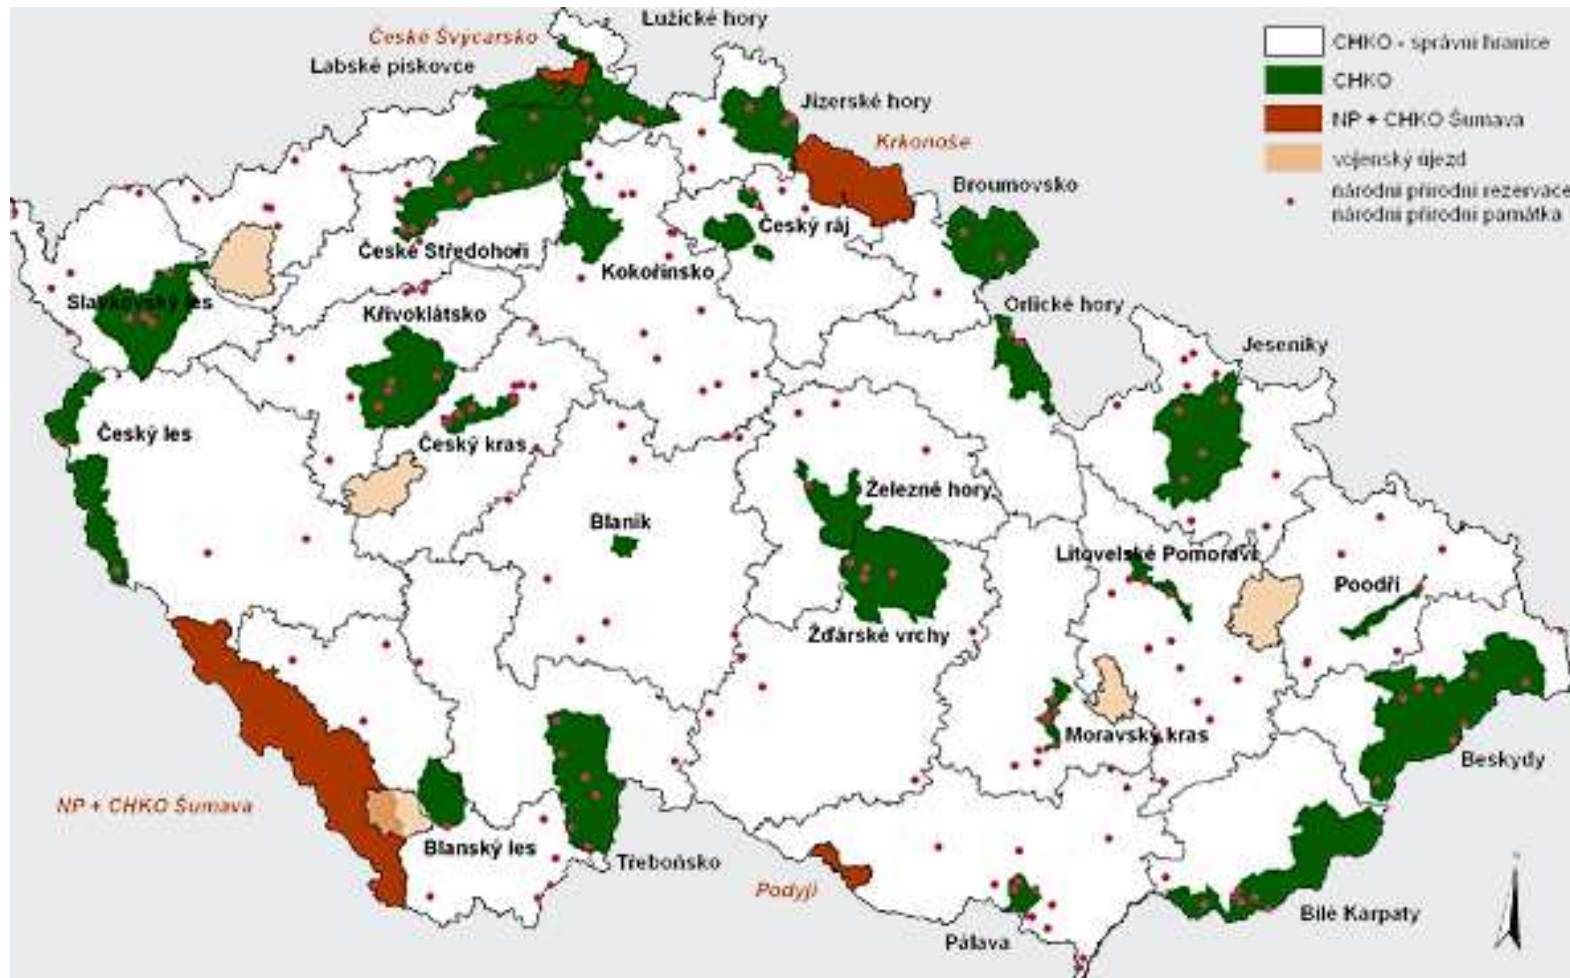 Lužické hory
České Švýcarsko
Labské pískovce
Jizerské hory
Krkonoše
Broumovsko
Český ráj
České Středohoří
Kokořínsko
Slavkovský les
Křivoklátsko
Orlické hory
Jeseníky
Český les
Český kras
Železné hory
Blaník
Litovelské Pomoraví
Poodří
Žďárské vrchy
Moravský kras
Beskydy
NP + CHKO Šumava
Blanský les
Třeboňsko
Podyjí
Pálava
Bílé Karpaty
CHKO - správní hranice
CHKO
NP + CHKO Šumava
vojenský újezd
národní přírodní rezervace
národní přírodní památka